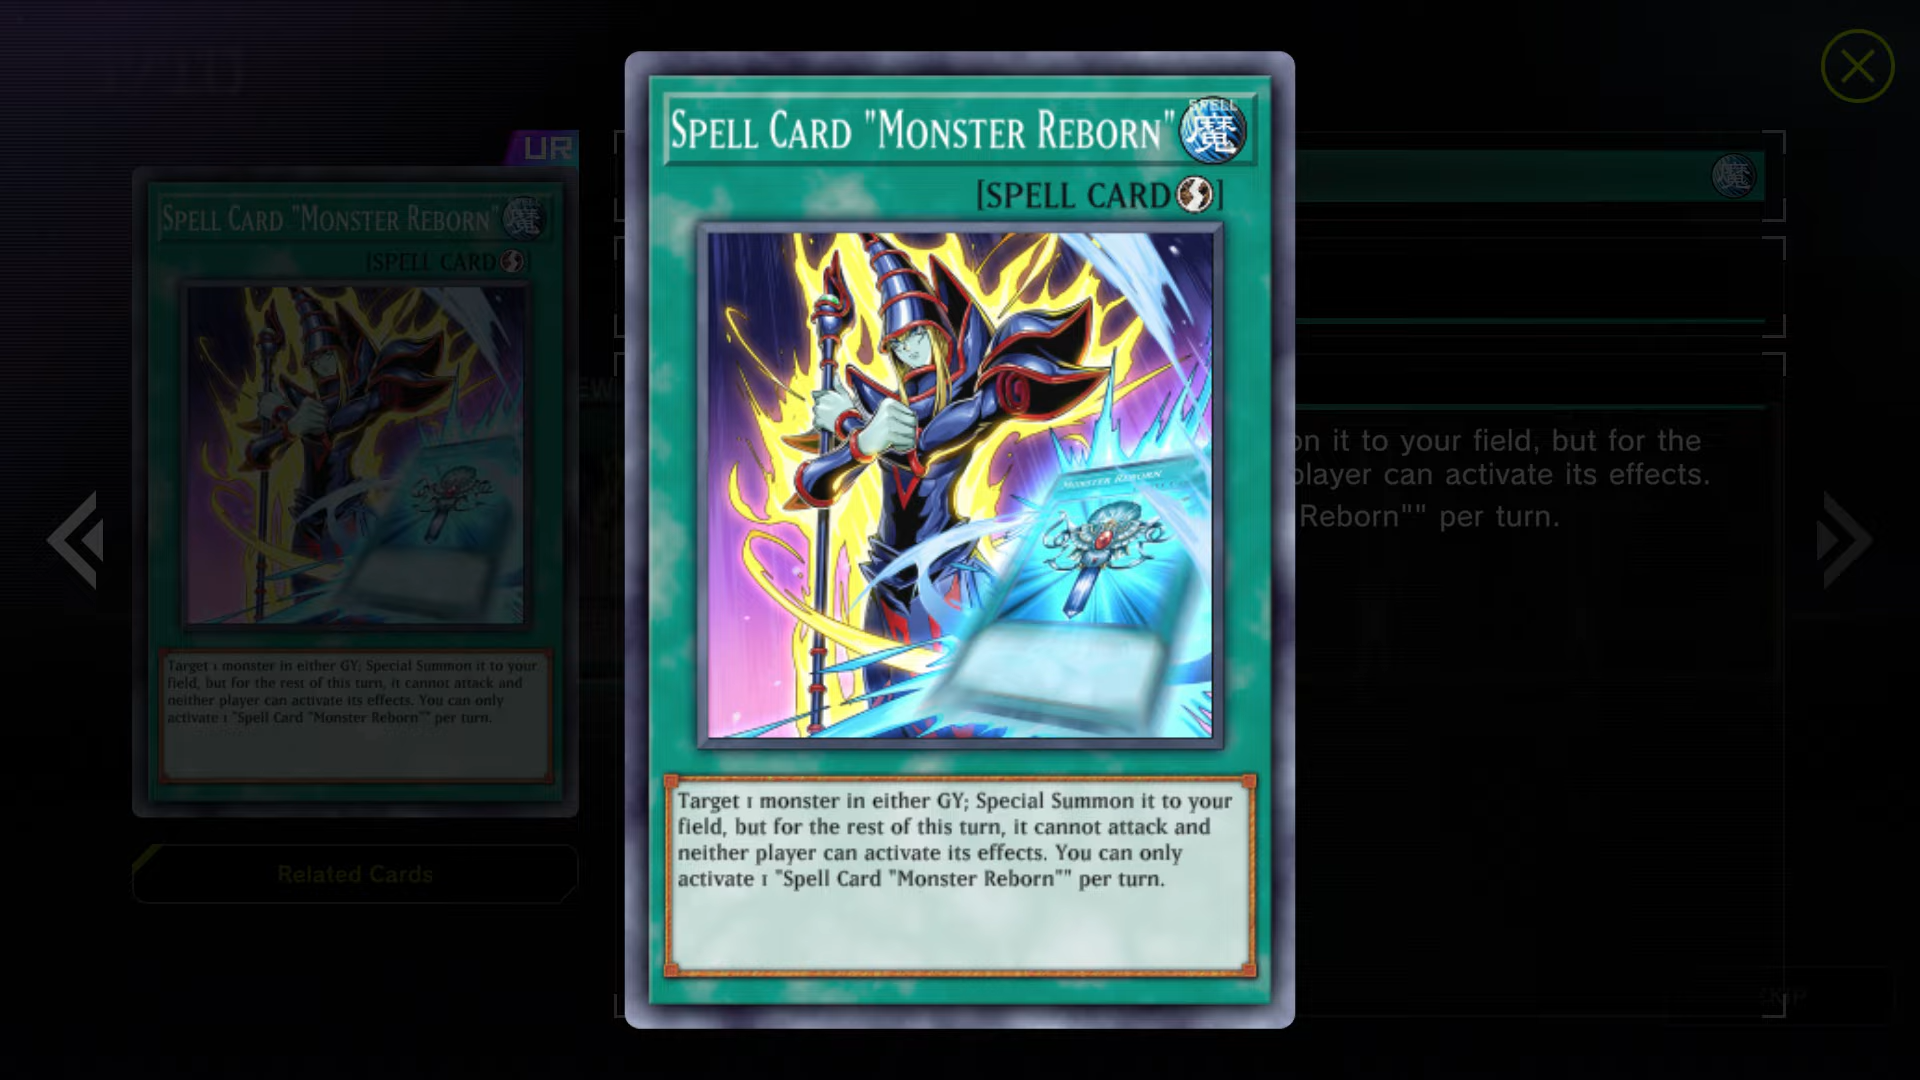 UR
SPELL CARD "MONSTER REBORN"
SPELL
魔
[SPELL CARD]
MONSTER REBORN
Target 1 monster in either GY; Special Summon it to your
field, but for the rest of this turn, it cannot attack and
neither player can activate its effects. You can only
activate 1 "Spell Card "Monster Reborn"" per turn.
SPELL CARD "MONSTER REBORN"
SPELL
魔
[SPELL CARD]
Target 1 monster in either GY; Special Summon it to your
field, but for the rest of this turn, it cannot attack and
neither player can activate its effects. You can only
activate 1 "Spell Card "Monster Reborn"" per turn.
Related Cards
魔
on it to your field, but for the
player can activate its effects.
Reborn"" per turn.